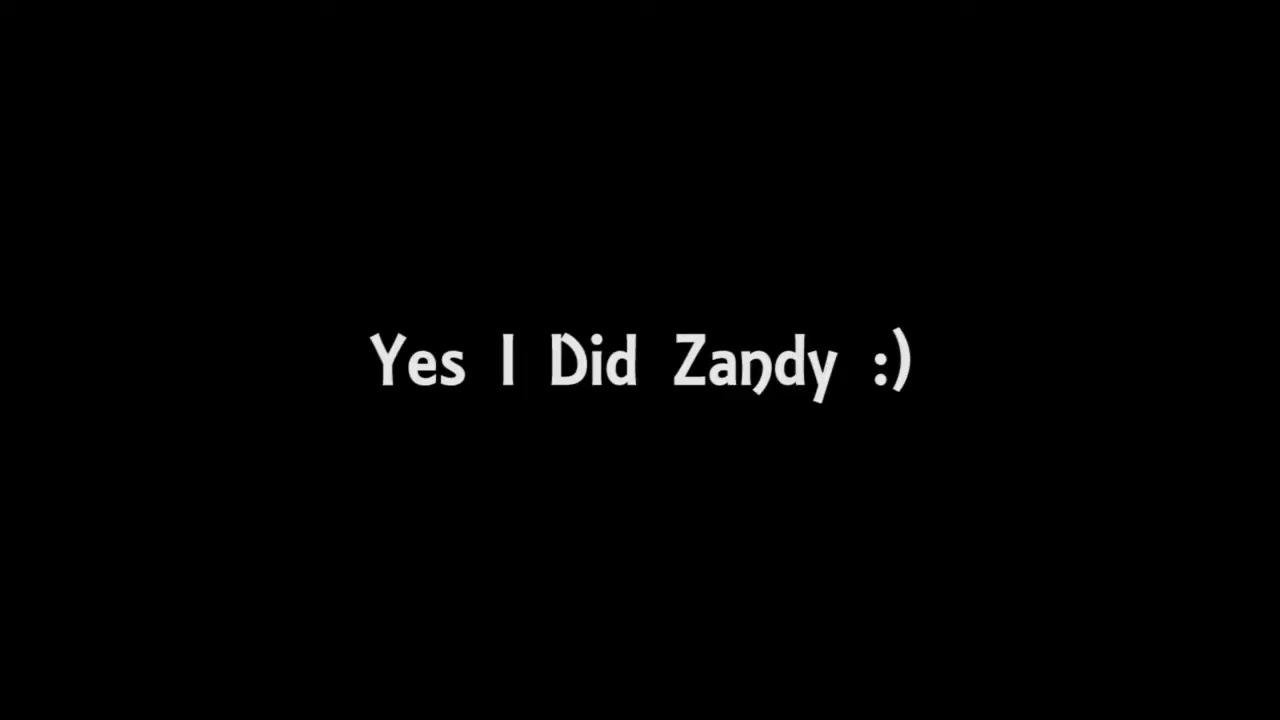 Yes I Did Zandy :)